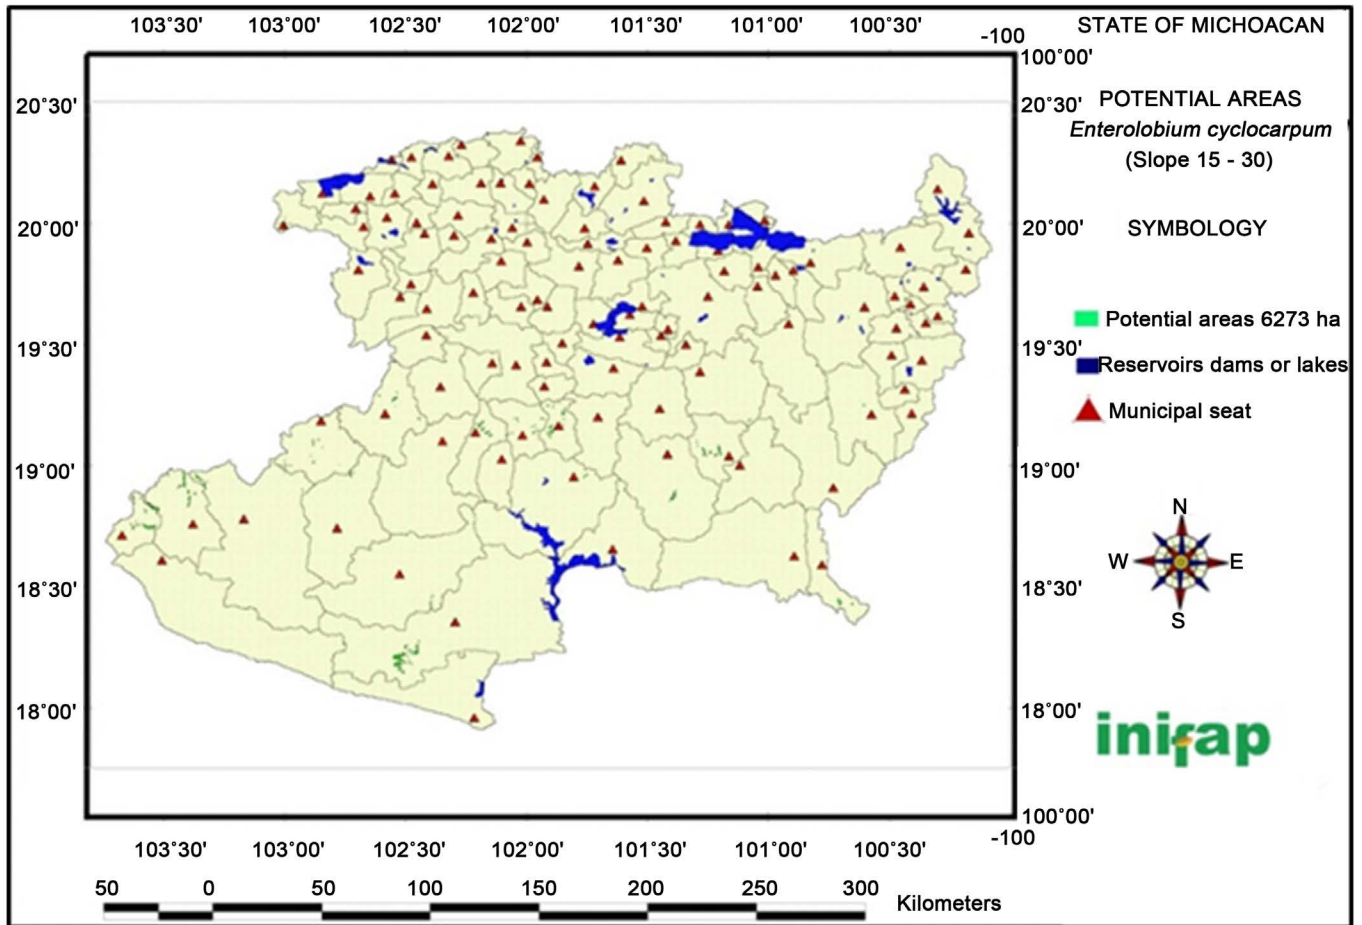 103°30' 103°00' 102°30' 102°00' 101°30' 101°00' 100°30' -100
STATE OF MICHOACAN
100°00'
20°30' 20°30'
POTENTIAL AREAS
Enterolobium cyclocarpum
(Slope 15 - 30)
20°00' 20°00'
SYMBOLOGY
Potential areas 6273 ha
19°30' 19°30'
Reservoirs dams or lakes
Municipal seat
19°00' 19°00'
N
W E
S
18°30' 18°30'
18°00' 18°00'
inifap
100°00'
-100
103°30' 103°00' 102°30' 102°00' 101°30' 101°00' 100°30'
50 0 50 100 150 200 250 300
Kilometers